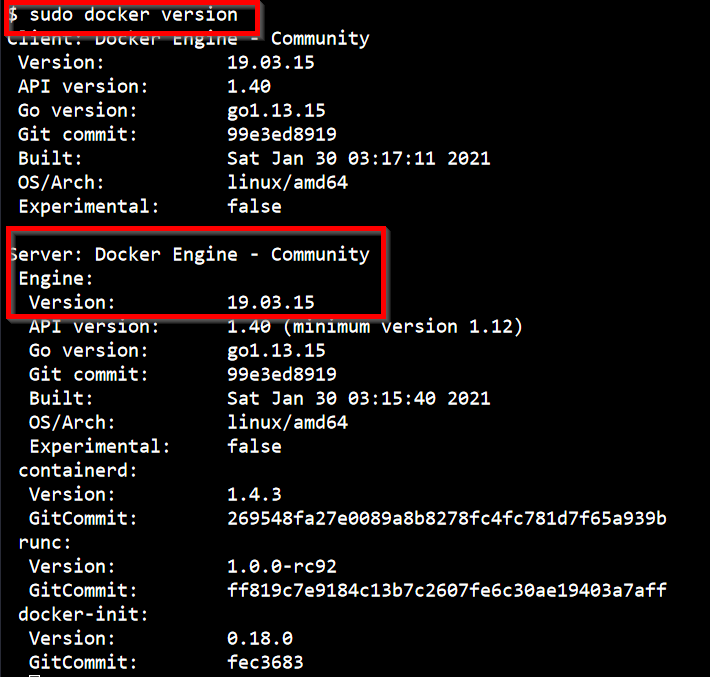 $ sudo docker version
Client: Docker Engine - Community
Version: 19.03.15
API version: 1.40
Go version: go1.13.15
Git commit: 99e3ed8919
Built: Sat Jan 30 03:17:11 2021
OS/Arch: linux/amd64
Experimental: false
Server: Docker Engine - Community
Engine:
Version: 19.03.15
API version: 1.40 (minimum version 1.12)
Go version: go1.13.15
Git commit: 99e3ed8919
Built: Sat Jan 30 03:15:40 2021
OS/Arch: linux/amd64
Experimental: false
containerd:
Version: 1.4.3
GitCommit: 269548fa27e0089a8b8278fc4fc781d7f65a939b
runc:
Version: 1.0.0-rc92
GitCommit: ff819c7e9184c13b7c2607fe6c30ae19403a7aff
docker-init:
Version: 0.18.0
GitCommit: fec3683